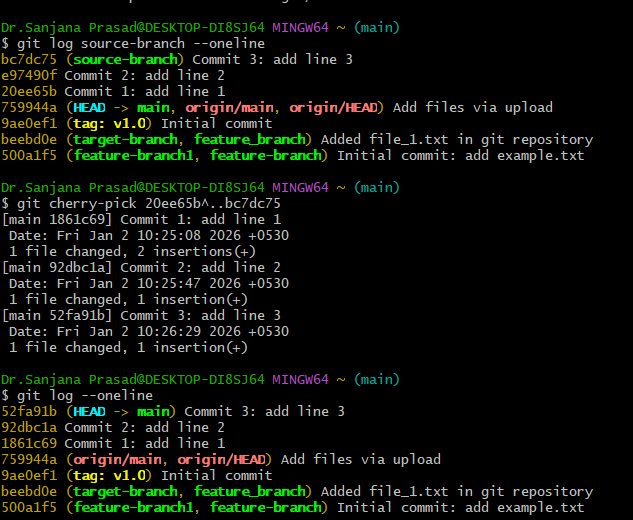 Dr.Sanjana Prasad@DESKTOP-DI8SJ64 MINGW64 ~ (main)
$ git log source-branch --oneline
bc7dc75 (source-branch) Commit 3: add line 3
e97490f Commit 2: add line 2
20ee65b Commit 1: add line 1
759944a (HEAD -> main, origin/main, origin/HEAD) Add files via upload
9ae0ef1 (tag: v1.0) Initial commit
beebd0e (target-branch, feature_branch) Added file_1.txt in git repository
500a1f5 (feature-branch1, feature-branch) Initial commit: add example.txt
Dr.Sanjana Prasad@DESKTOP-DI8SJ64 MINGW64 ~ (main)
$ git cherry-pick 20ee65b^..bc7dc75
[main 1861c69] Commit 1: add line 1
Date: Fri Jan 2 10:25:08 2026 +0530
1 file changed, 2 insertions(+)
[main 92dbc1a] Commit 2: add line 2
Date: Fri Jan 2 10:25:47 2026 +0530
1 file changed, 1 insertion(+)
[main 52fa91b] Commit 3: add line 3
Date: Fri Jan 2 10:26:29 2026 +0530
1 file changed, 1 insertion(+)
Dr.Sanjana Prasad@DESKTOP-DI8SJ64 MINGW64 ~ (main)
$ git log --oneline
52fa91b (HEAD -> main) Commit 3: add line 3
92dbc1a Commit 2: add line 2
1861c69 Commit 1: add line 1
759944a (origin/main, origin/HEAD) Add files via upload
9ae0ef1 (tag: v1.0) Initial commit
beebd0e (target-branch, feature_branch) Added file_1.txt in git repository
500a1f5 (feature-branch1, feature-branch) Initial commit: add example.txt